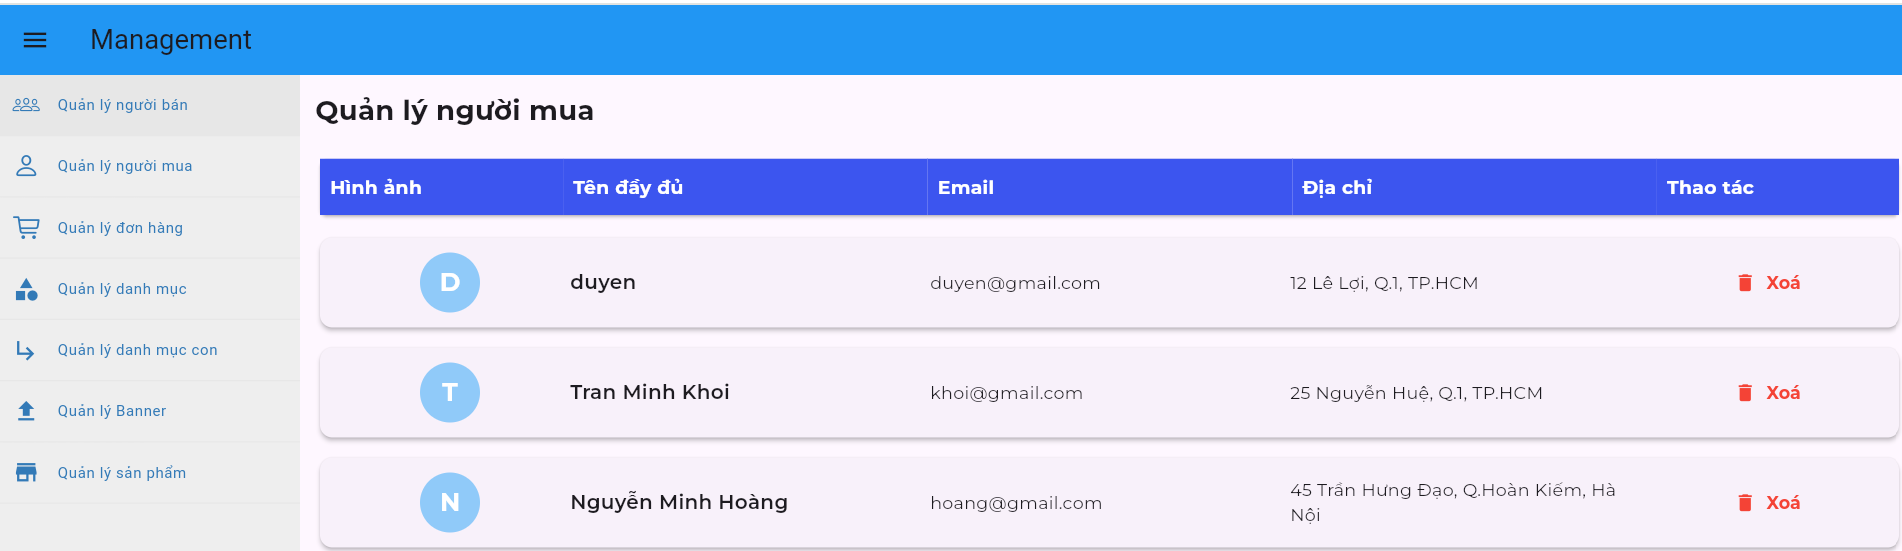 Management
Quản lý người bán
Quản lý người mua
Quản lý đơn hàng
Quản lý danh mục
Quản lý danh mục con
Quản lý Banner
Quản lý sản phẩm
Quản lý người mua
Hình ảnh Tên đầy đủ Email Địa chỉ Thao tác
D duyen duyen@gmail.com 12 Lê Lợi, Q.1, TP.HCM Xoá
T Tran Minh Khoi khoi@gmail.com 25 Nguyễn Huệ, Q.1, TP.HCM Xoá
N Nguyễn Minh Hoàng hoang@gmail.com 45 Trần Hưng Đạo, Q.Hoàn Kiếm, Hà
Nội
Xoá